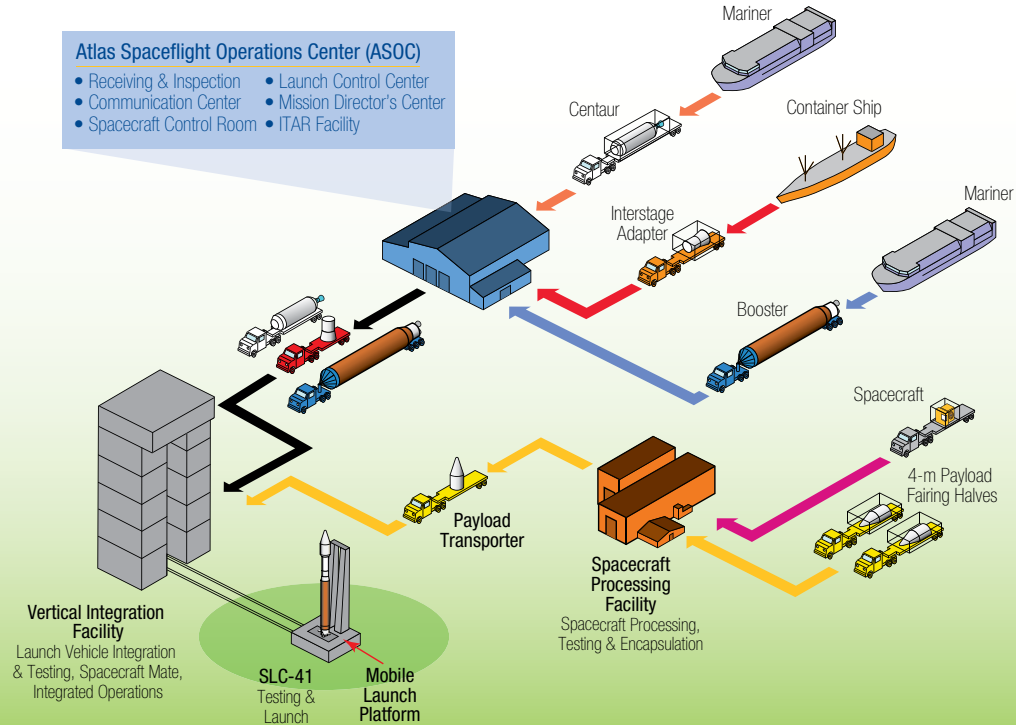 Atlas Spaceflight Operations Center (ASOC)
• Receiving & Inspection
• Communication Center
• Spacecraft Control Room
• Launch Control Center
• Mission Director's Center
• ITAR Facility
Mariner
Centaur
Container Ship
Interstage
Adapter
Mariner
Booster
Spacecraft
4-m Payload
Fairing Halves
Payload
Transporter
Spacecraft
Processing
Facility
Spacecraft Processing,
Testing & Encapsulation
Vertical Integration
Facility
Launch Vehicle Integration
& Testing, Spacecraft Mate,
Integrated Operations
SLC-41
Testing &
Launch
Mobile
Launch
Platform